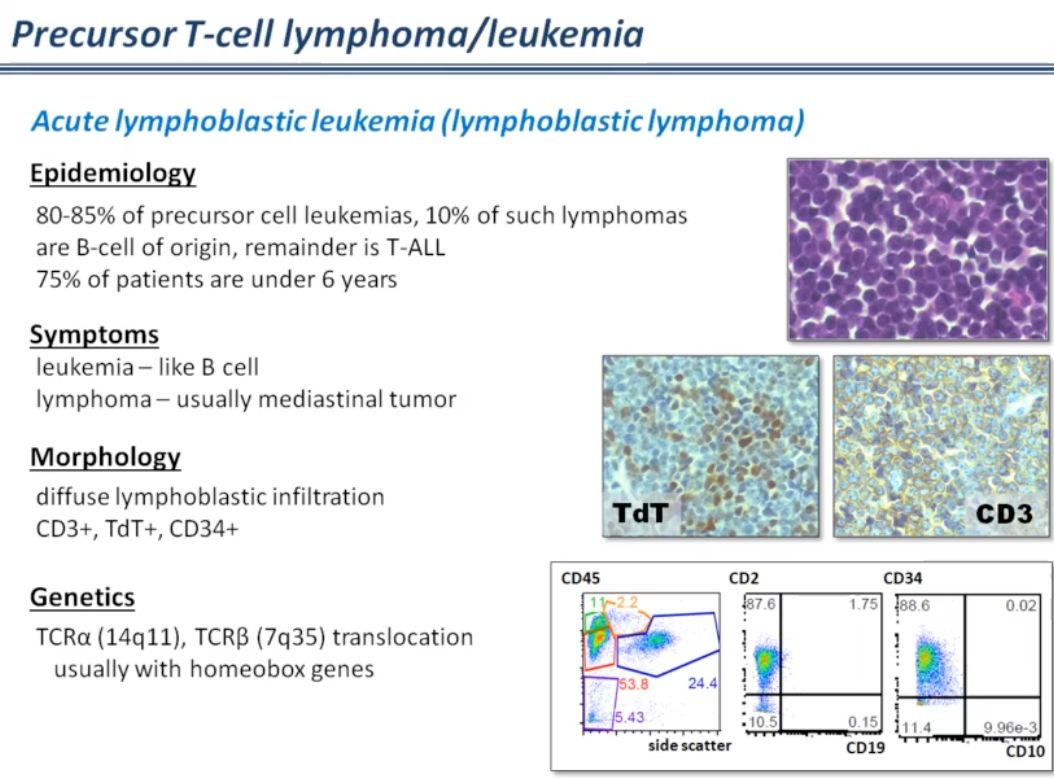 Precursor T-cell lymphoma/leukemia
Acute lymphoblastic leukemia (lymphoblastic lymphoma)
Epidemiology
80-85% of precursor cell leukemias, 10% of such lymphomas
are B-cell of origin, remainder is T-ALL
75% of patients are under 6 years
Symptoms
leukemia – like B cell
lymphoma – usually mediastinal tumor
Morphology
diffuse lymphoblastic infiltration
CD3+, TdT+, CD34+
Genetics
TCRα (14q11), TCRβ (7q35) translocation
usually with homeobox genes
TdT
CD3
CD45
11 2.2
53.8
24.4
5.43
side scatter
CD2
87.6 1.75
10.5 0.15
CD19
CD34
88.6 0.02
11.4 9.96e-3
CD10